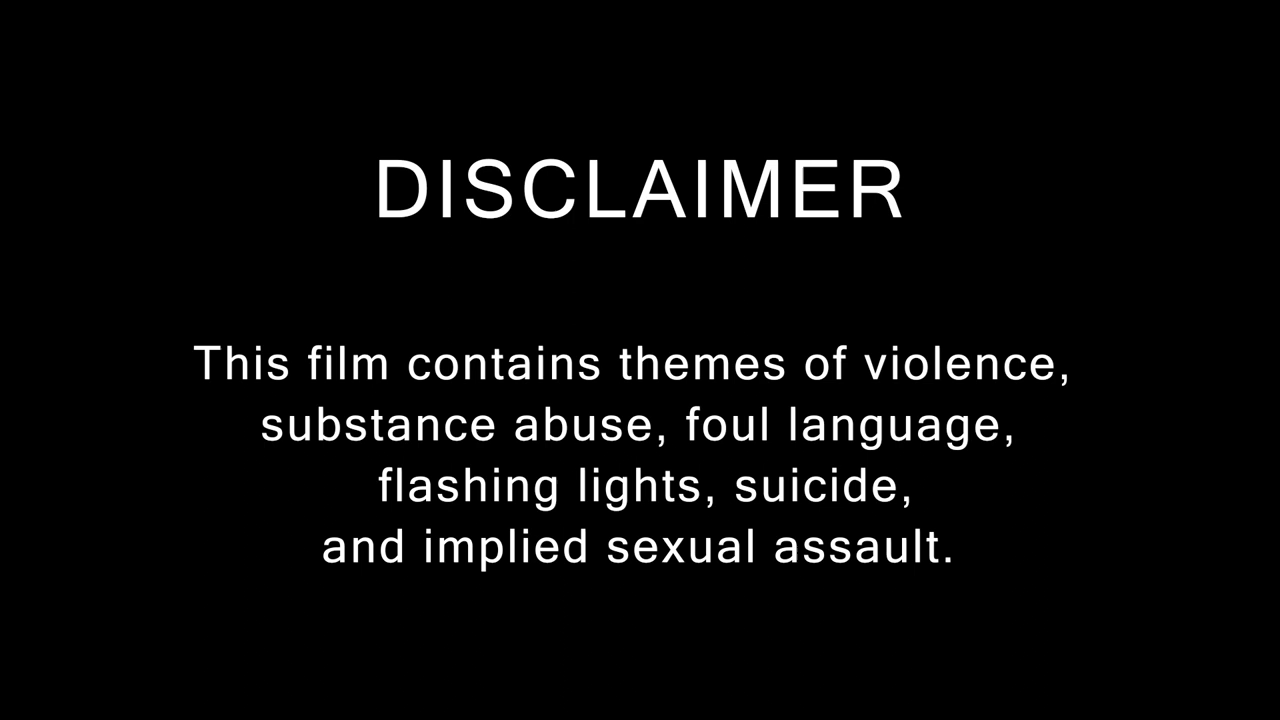 DISCLAIMER
This film contains themes of violence,
substance abuse, foul language,
flashing lights, suicide,
and implied sexual assault.